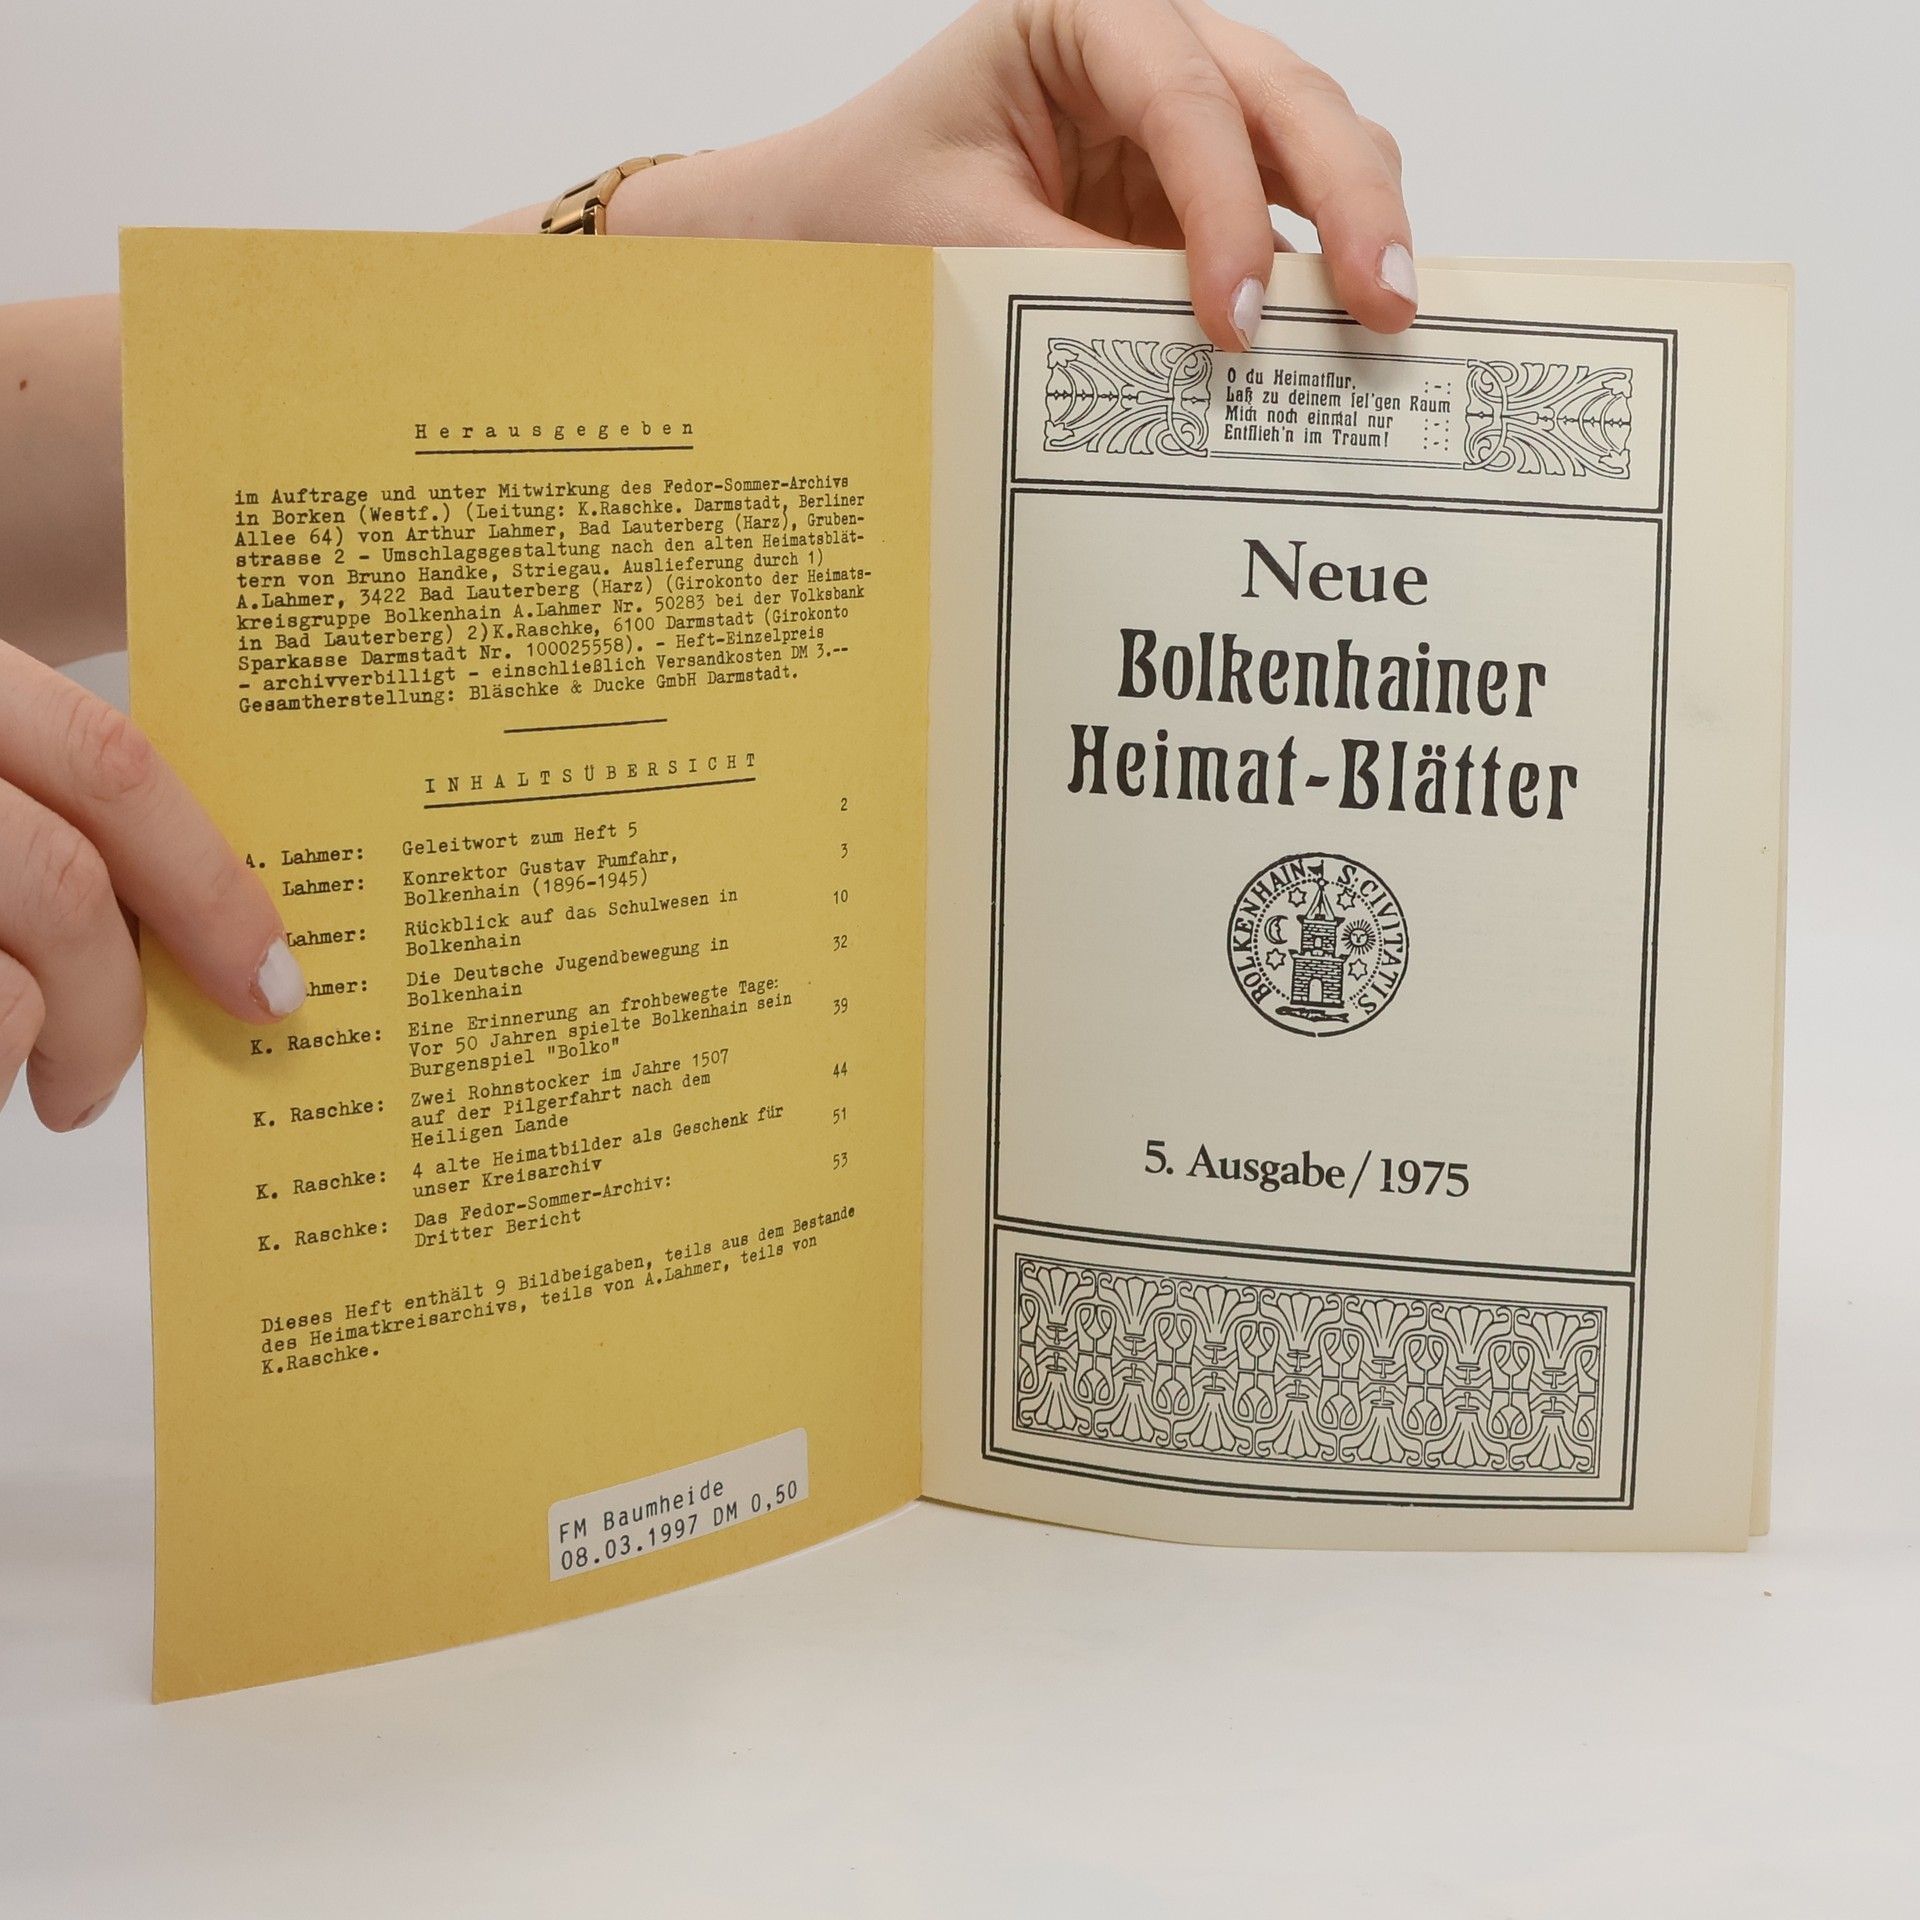 Herausgegeben
im Auftrage und unter Mitwirkung des Fedor-Sommer-Archivs
in Borken (Westf.) (Leitung: K.Raschke. Darmstadt, Berliner
Allee 64) von Arthur Lahmer, Bad Lauterberg (Harz), Gruben-
strasse 2 - Umschlagsgestaltung nach den alten Heimatsblät-
tern von Bruno Handke, Striegau. Auslieferung durch 1)
A.Lahmer, 3422 Bad Lauterberg (Harz) (Girokonto der Heimats-
kreisgruppe Bolkenhain A.Lahmer Nr. 50283 bei der Volksbank
in Bad Lauterberg) 2)K.Raschke, 6100 Darmstadt (Girokonto
Sparkasse Darmstadt Nr. 100025558). - Heft-Einzelpreis
- archivverbilligt - einschließlich Versandkosten DM 3.--
Gesamtherstellung: Bläschke & Ducke GmbH Darmstadt.
INHALTSÜBERSICHT
A. Lahmer: Geleitwort zum Heft 5 2
Lahmer: Konrektor Gustav Fumfahr, 3
Bolkenhain (1896-1945)
Lahmer: Rückblick auf das Schulwesen in 10
Bolkenhain
hmer: Die Deutsche Jugendbewegung in 32
Bolkenhain
K. Raschke: Eine Erinnerung an frohbewegte Tage: 39
Vor 50 Jahren spielte Bolkenhain sein
Burgenspiel "Bolko"
K. Raschke: Zwei Rohnstocker im Jahre 1507 44
auf der Pilgerfahrt nach dem
Heiligen Lande
K. Raschke: 4 alte Heimatbilder als Geschenk für 51
unser Kreisarchiv
K. Raschke: Das Fedor-Sommer-Archiv: 53
Dritter Bericht
Dieses Heft enthält 9 Bildbeigaben, teils aus dem Bestande
des Heimatkreisarchivs, teils von A.Lahmer, teils von
K.Raschke.
FM Baumheide
08.03.1997 DM 0,50
O du Heimatflur,
Laß zu deinem sel'gen Raum
Mich noch einmal nur
Entflieh'n im Traum!
Neue
Bolkenhainer
Heimat-Blätter
BOLKENHAIN S:CIVITATIS
5. Ausgabe/1975